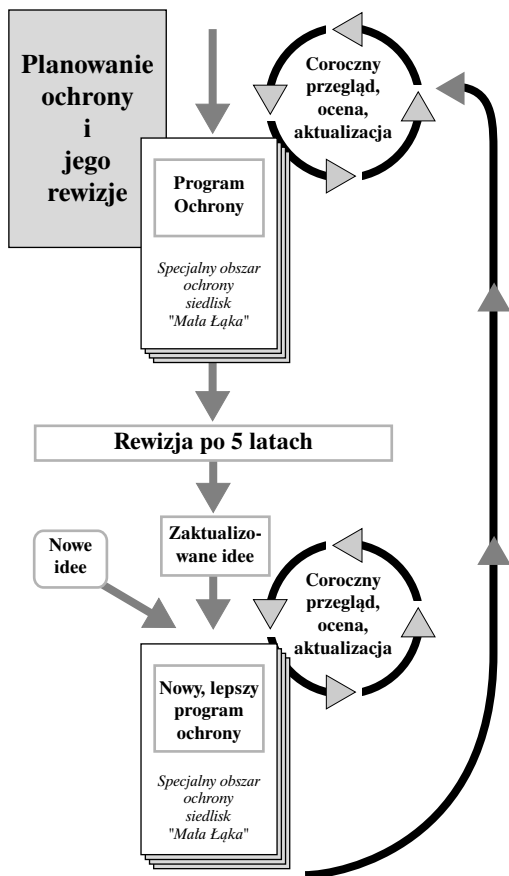 Planowanie
ochrony
i
jego
rewizje
Coroczny
przegląd,
ocena,
aktualizacja
Program
Ochrony
Specjalny obszar
ochrony
siedlisk
"Mała Łąka"
Rewizja po 5 latach
Zaktualizo-
wane idee
Nowe
idee
Coroczny
przegląd,
ocena,
aktualizacja
Nowy, lepszy
program
ochrony
Specjalny obszar
ochrony
siedlisk
"Mała Łąka"